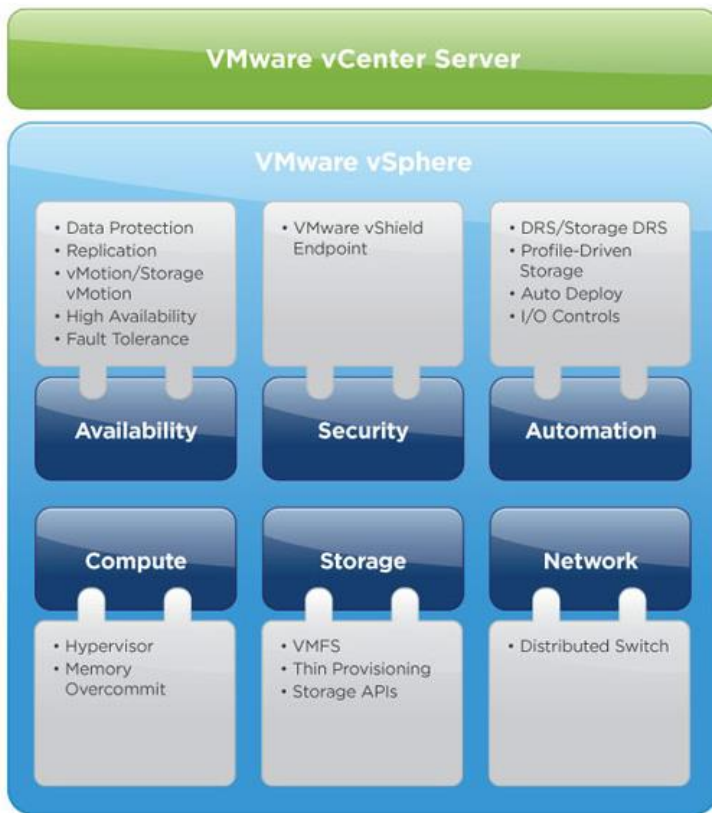 VMware vCenter Server
VMware vSphere
• Data Protection
• Replication
• vMotion/Storage
vMotion
• High Availability
• Fault Tolerance
• VMware vShield
Endpoint
• DRS/Storage DRS
• Profile-Driven
Storage
• Auto Deploy
• I/O Controls
Availability
Security
Automation
Compute
Storage
Network
• Hypervisor
• Memory
Overcommit
• VMFS
• Thin Provisioning
• Storage APIs
• Distributed Switch